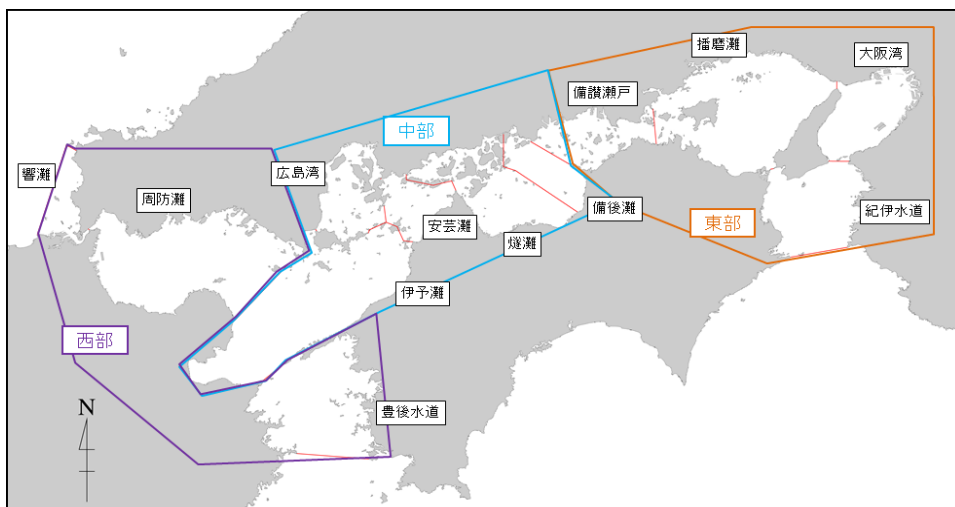 播磨灘
大阪湾
備讃瀬戸
中部
響灘
広島湾
周防灘
備後灘
紀伊水道
安芸灘
東部
燧灘
伊予灘
西部
豊後水道
N